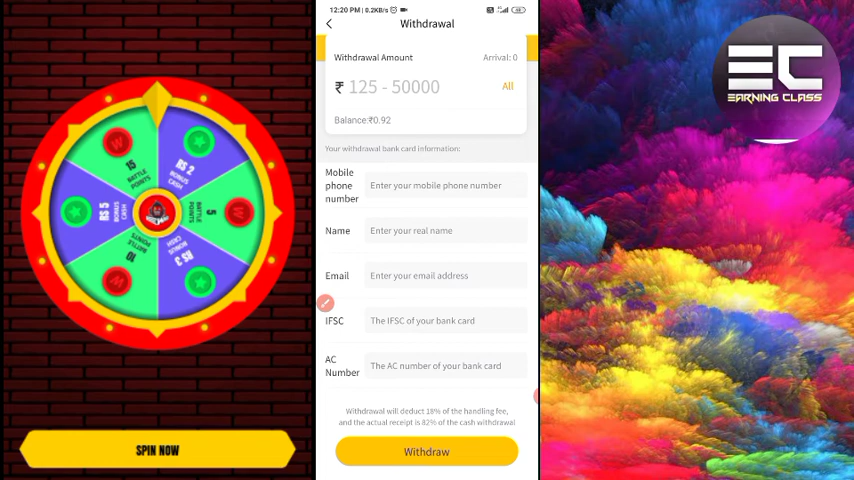 15
BATTLE
POINTS
RS 2
BONUS
CASH
RS 5
BONUS
CASH
5
BATTLE
POINTS
10
BATTLE
POINTS
RS 3
BONUS
CASH
SPIN NOW
12:20 PM | 0.2KB/s
Withdrawal
Withdrawal Amount Arrival: 0
₹ 125 - 50000 All
Balance:₹0.92
Your withdrawal bank card information:
Mobile
phone
number
Enter your mobile phone number
Name Enter your real name
Email Enter your email address
IFSC The IFSC of your bank card
AC
Number
The AC number of your bank card
Withdrawal will deduct 18% of the handling fee,
and the actual receipt is 82% of the cash withdrawal
Withdraw
EC
EARNING CLASS